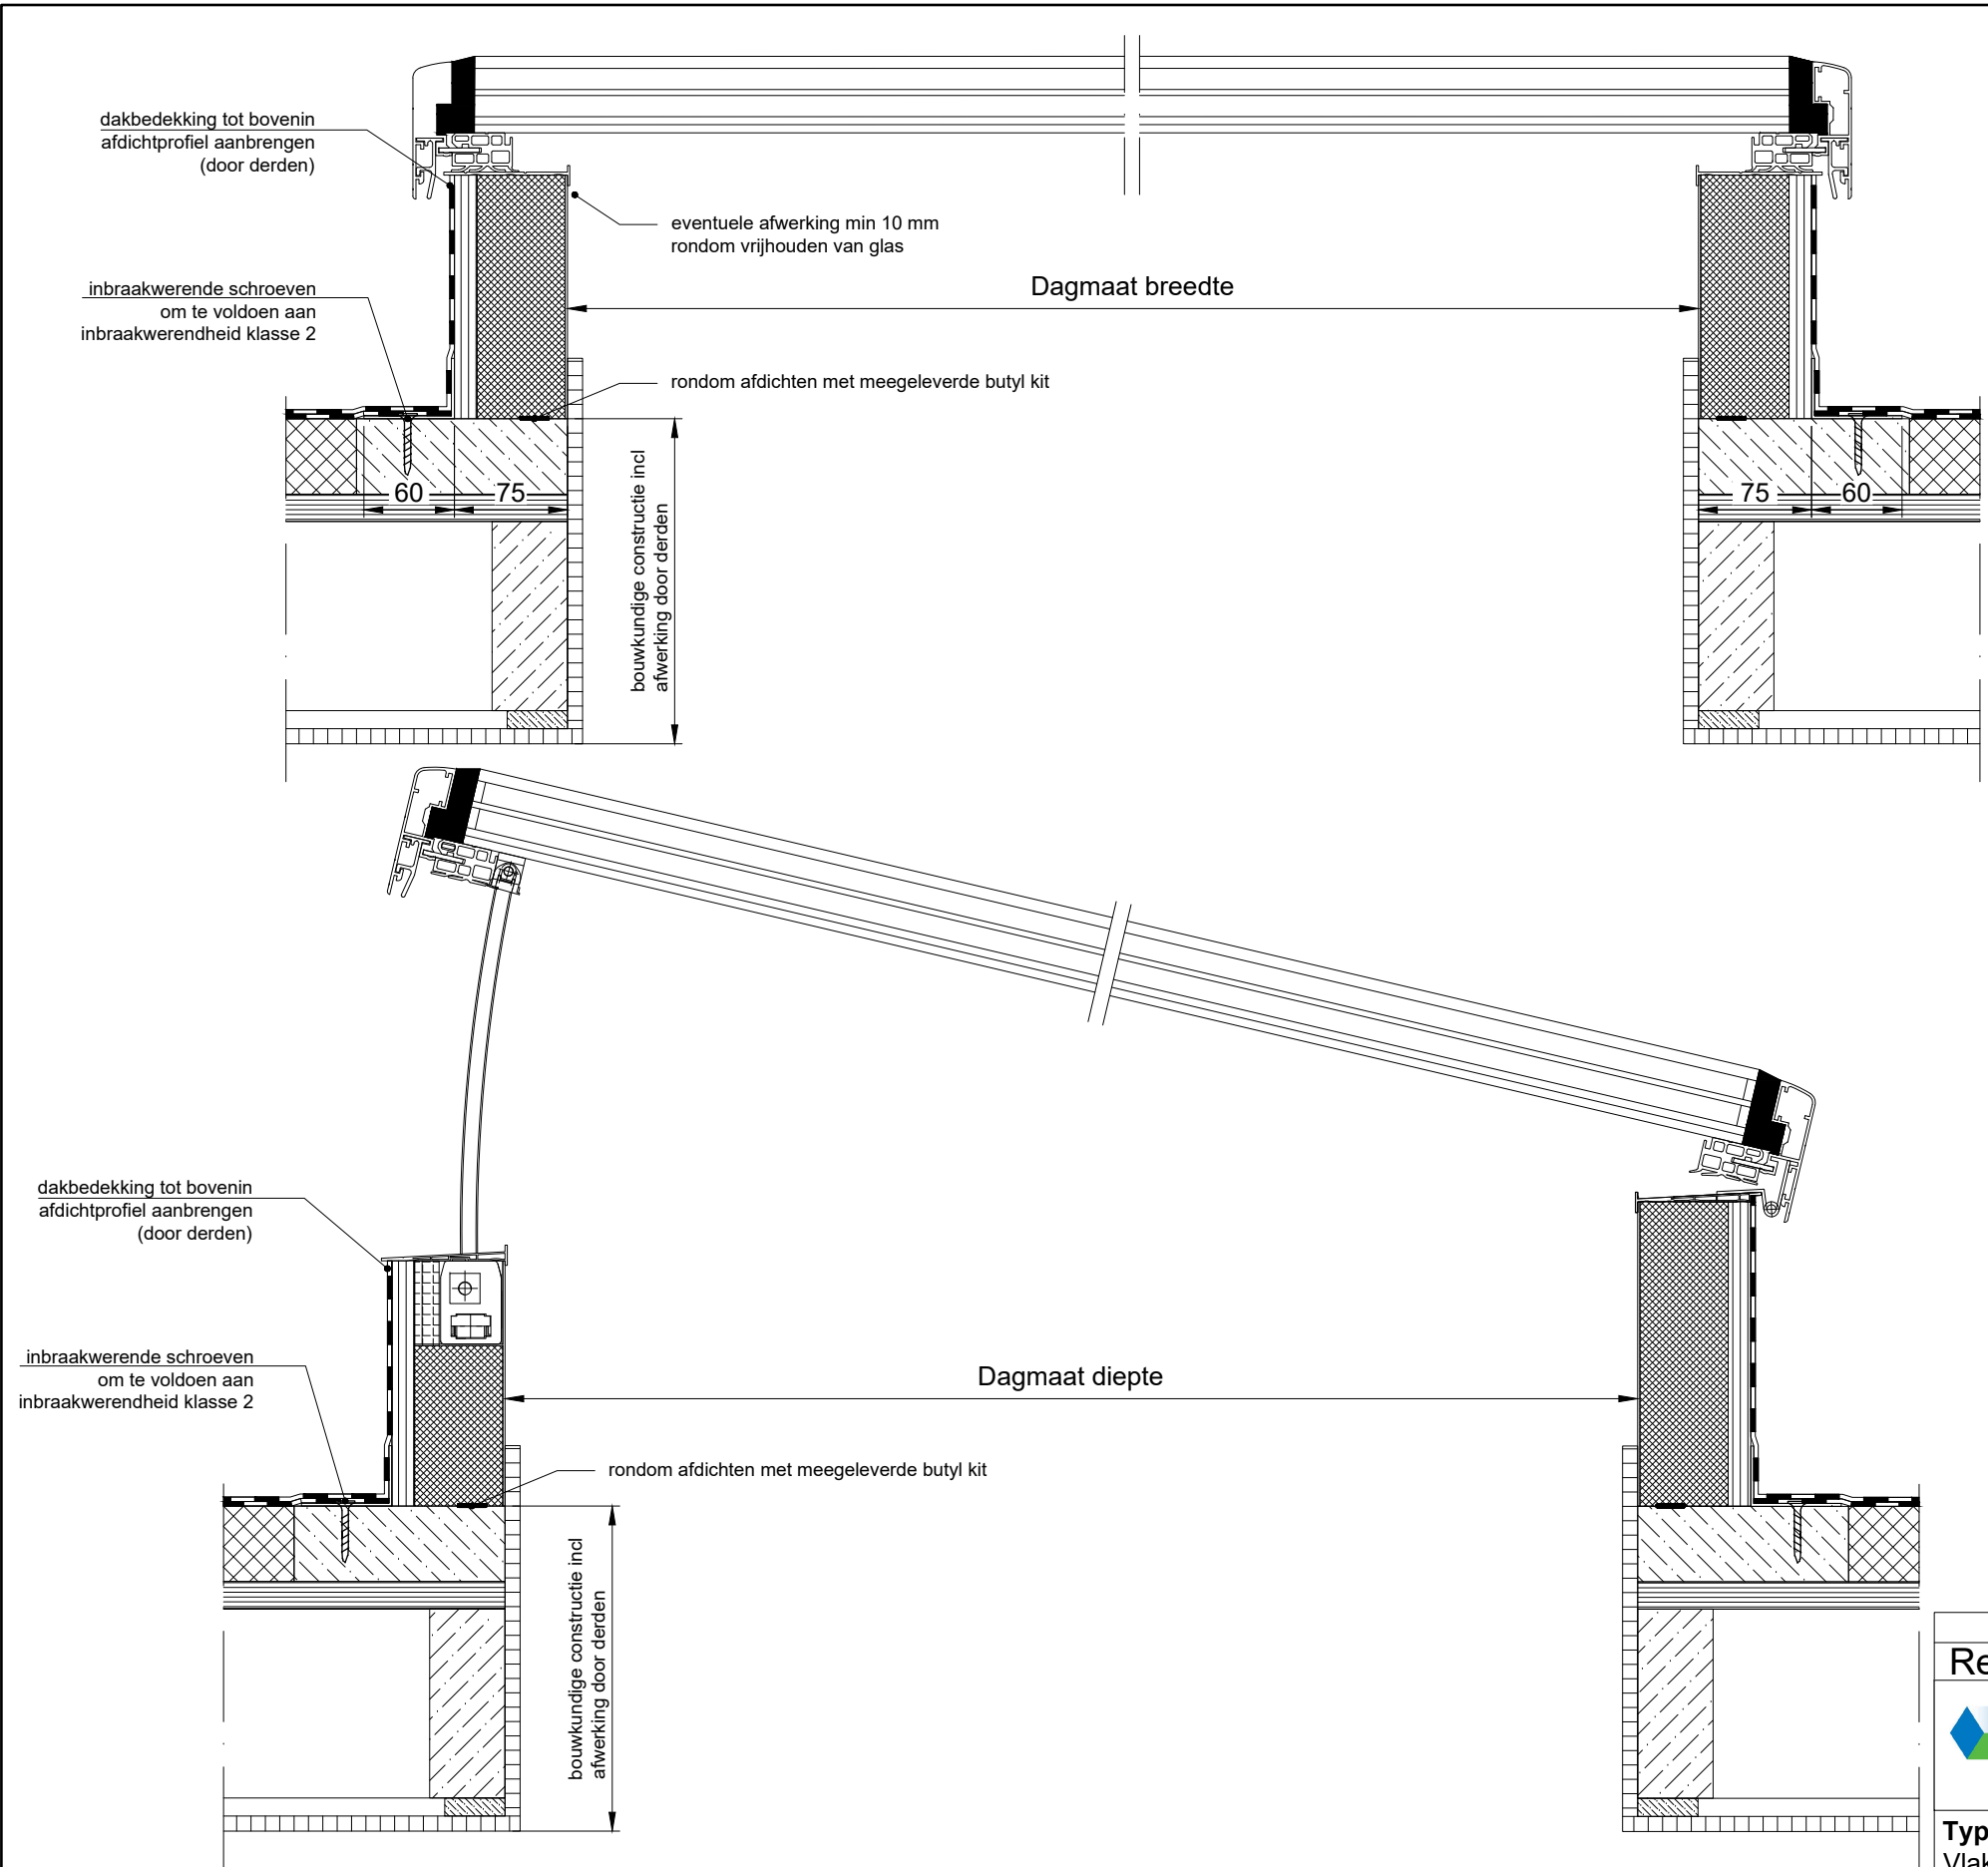 dakbedekking tot bovenin
afdichtprofiel aanbrengen
(door derden)
eventuele afwerking min 10 mm
rondom vrijhouden van glas
Dagmaat breedte
inbraakwerende schroeven
om te voldoen aan
inbraakwerendheid klasse 2
rondom afdichten met meegeleverde butyl kit
60
75
75
60
bouwkundige constructie incl
afwerking door derden
dakbedekking tot bovenin
afdichtprofiel aanbrengen
(door derden)
inbraakwerende schroeven
om te voldoen aan
inbraakwerendheid klasse 2
Dagmaat diepte
rondom afdichten met meegeleverde butyl kit
bouwkundige constructie incl
afwerking door derden
Re
Typ
Vlak